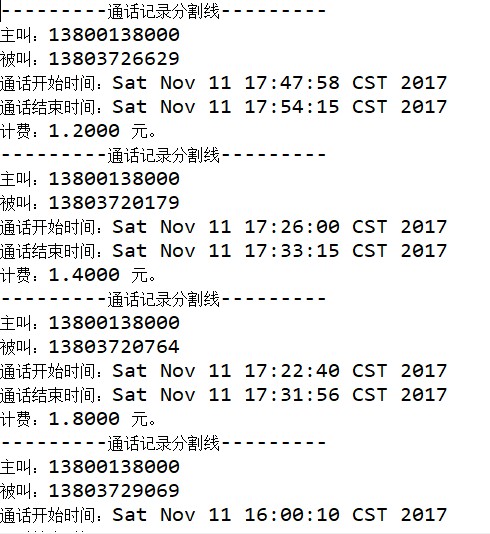 ---------通话记录分割线---------
主叫：13800138000
被叫：13803726629
通话开始时间：Sat Nov 11 17:47:58 CST 2017
通话结束时间：Sat Nov 11 17:54:15 CST 2017
计费：1.2000 元。
---------通话记录分割线---------
主叫：13800138000
被叫：13803720179
通话开始时间：Sat Nov 11 17:26:00 CST 2017
通话结束时间：Sat Nov 11 17:33:15 CST 2017
计费：1.4000 元。
---------通话记录分割线---------
主叫：13800138000
被叫：13803720764
通话开始时间：Sat Nov 11 17:22:40 CST 2017
通话结束时间：Sat Nov 11 17:31:56 CST 2017
计费：1.8000 元。
---------通话记录分割线---------
主叫：13800138000
被叫：13803729069
通话开始时间：Sat Nov 11 16:00:10 CST 2017